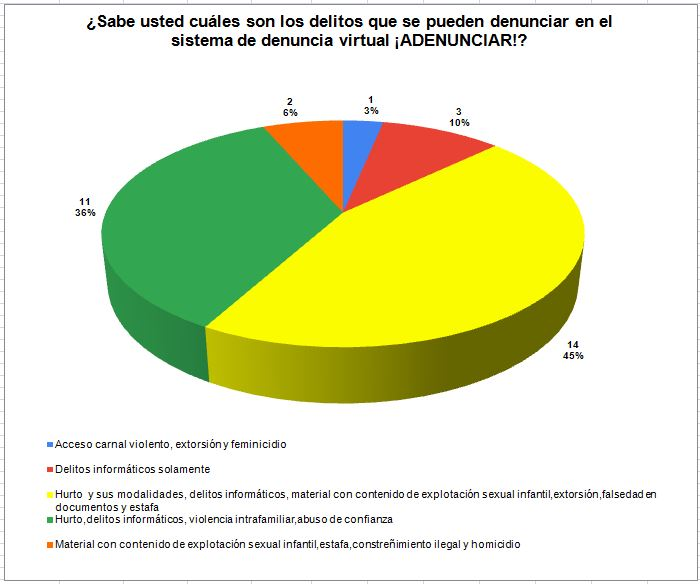 ¿Sabe usted cuáles son los delitos que se pueden denunciar en el
sistema de denuncia virtual ¡ADENUNCIAR!?
2
6%
1
3%
3
10%
11
36%
14
45%
Acceso carnal violento, extorsión y feminicidio
Delitos informáticos solamente
Hurto y sus modalidades, delitos informáticos, material con contenido de explotación sexual infantil,extorsión,falsedad en
documentos y estafa
Hurto,delitos informáticos, violencia intrafamiliar,abuso de confianza
Material con contenido de explotación sexual infantil,estafa,constreñimiento ilegal y homicidio